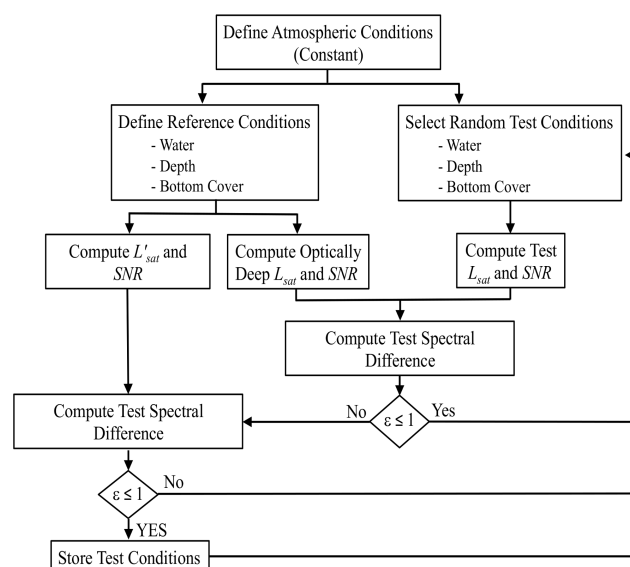 Define Atmospheric Conditions
(Constant)
Define Reference Conditions
- Water
- Depth
- Bottom Cover
Select Random Test Conditions
- Water
- Depth
- Bottom Cover
Compute L'sat and
SNR
Compute Optically
Deep Lsat and SNR
Compute Test
Lsat and SNR
Compute Test Spectral
Difference
No
ε ≤ 1
Yes
Compute Test Spectral
Difference
ε ≤ 1
No
YES
Store Test Conditions